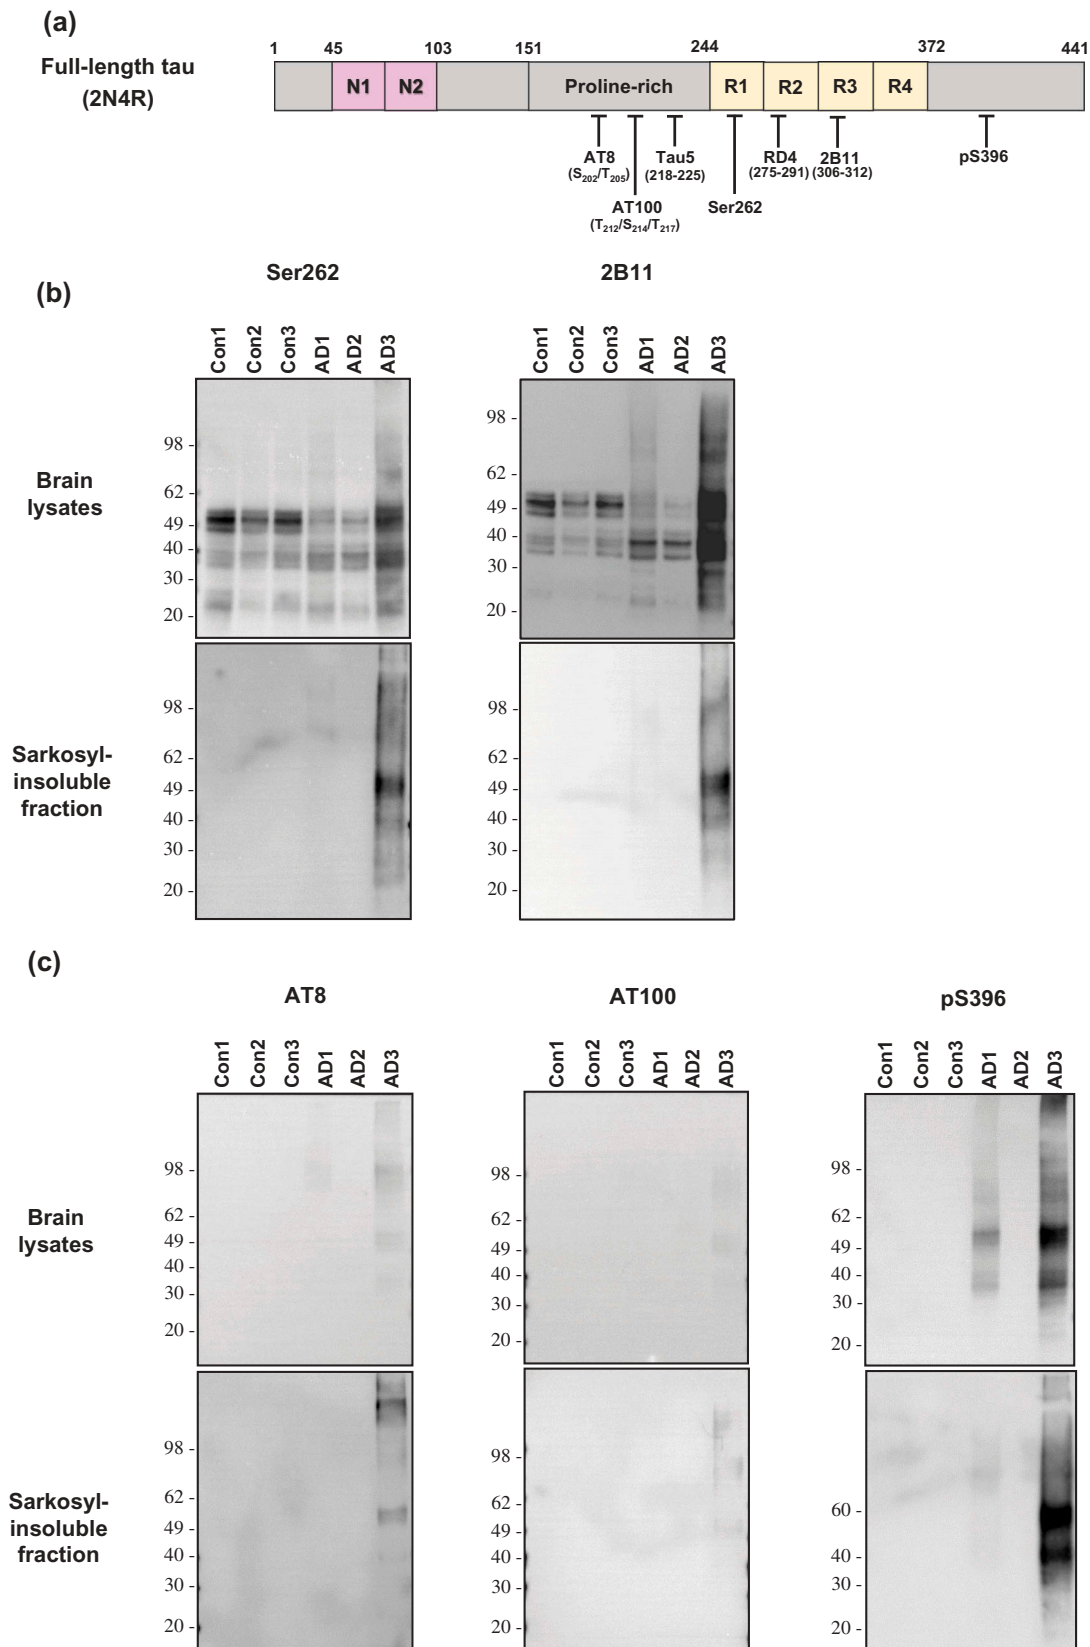 (a)
1 45 103 151 244 372 441
Full-length tau
(2N4R)
N1 N2 Proline-rich R1 R2 R3 R4
AT8 Tau5 RD4 2B11 pS396
(S202/T205) (218-225) (275-291) (306-312)
AT100 Ser262
(T212/S214/T217)
(b)
Ser262 2B11
Con1 Con2 Con3 AD1 AD2 AD3
Con1 Con2 Con3 AD1 AD2 AD3
Brain
lysates
98 -
62 -
49 -
40 -
30 -
20 -
98 -
62 -
49 -
40 -
30 -
20 -
Sarkosyl-
insoluble
fraction
98 -
62 -
49 -
40 -
30 -
20 -
98 -
62 -
49 -
40 -
30 -
20 -
(c)
AT8 AT100 pS396
Con1 Con2 Con3 AD1 AD2 AD3
Con1 Con2 Con3 AD1 AD2 AD3
Con1 Con2 Con3 AD1 AD2 AD3
Brain
lysates
98 -
62 -
49 -
40 -
30 -
20 -
98 -
62 -
49 -
40 -
30 -
20 -
98 -
62 -
49 -
40 -
30 -
20 -
Sarkosyl-
insoluble
fraction
98 -
62 -
49 -
40 -
30 -
20 -
98 -
62 -
49 -
40 -
30 -
20 -
60 -
40 -
30 -
20 -